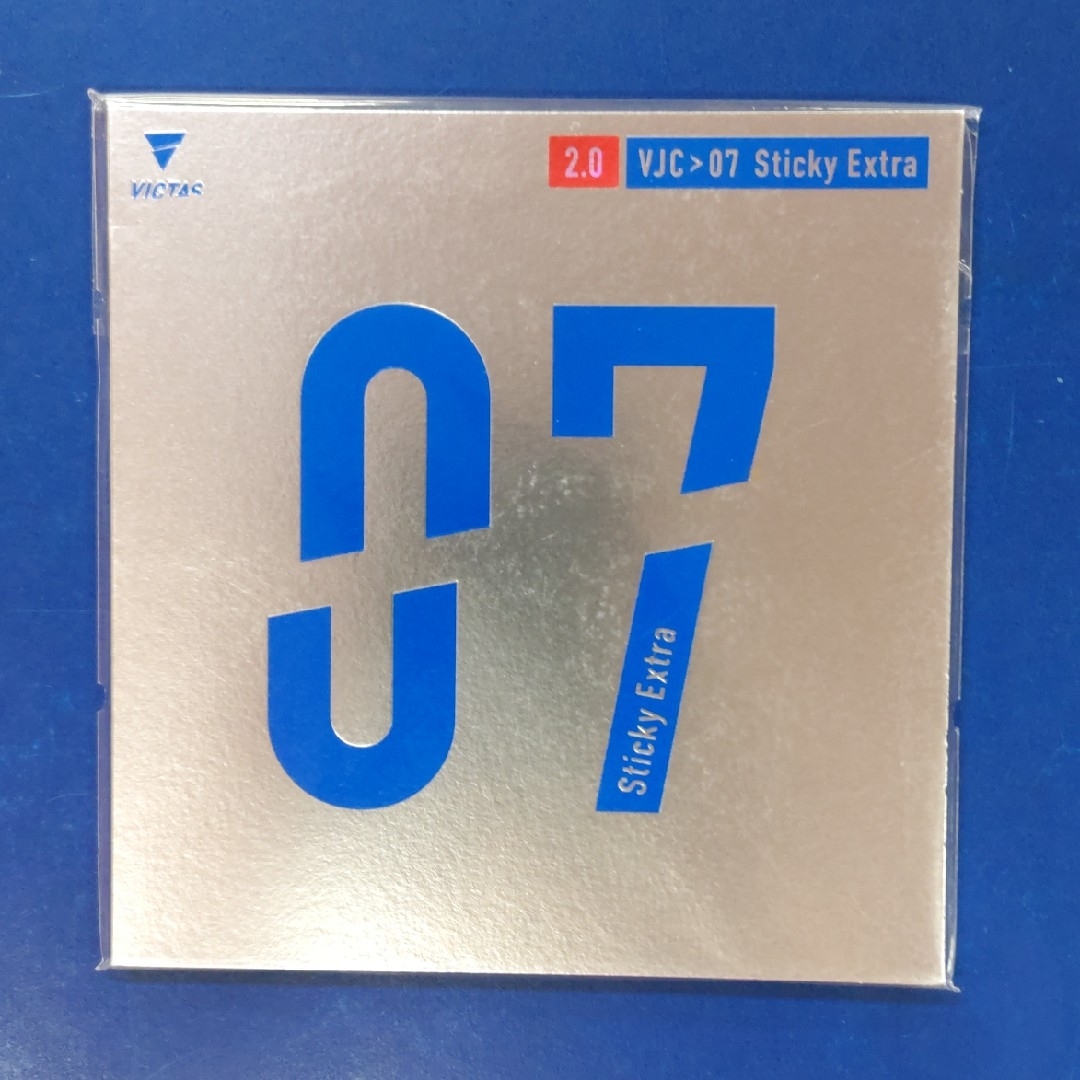 VICTAS
2.0 VJC > 07 Sticky Extra
07
Sticky Extra